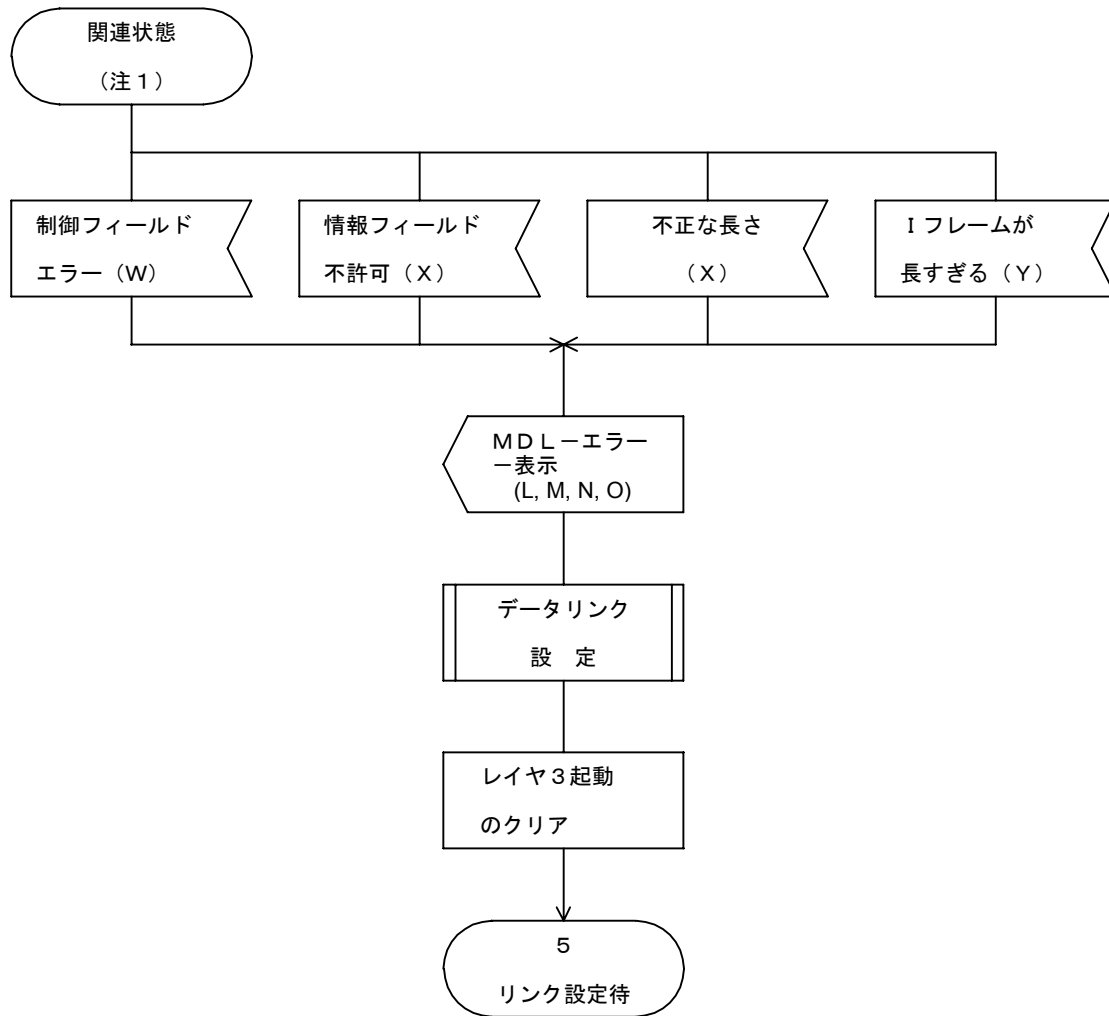 関連状態
（注１）
制御フィールド
エラー（Ｗ）
情報フィールド
不許可（Ｘ）
不正な長さ
（Ｘ）
Ｉフレームが
長すぎる（Ｙ）
ＭＤＬ－エラー
－表示
(L, M, N, O)
データリンク
設　定
レイヤ３起動
のクリア
５
リンク設定待